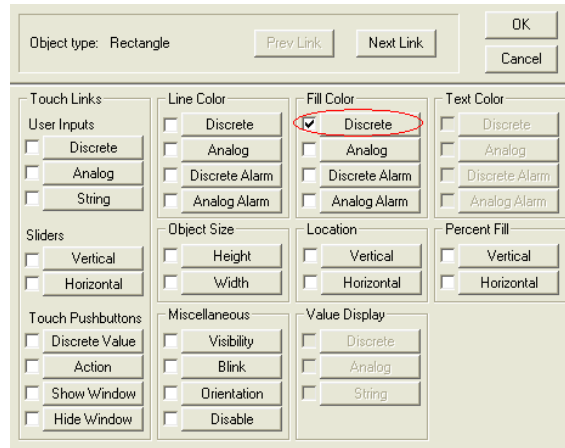 Object type: Rectangle
Prev Link
Next Link
OK
Cancel
Touch Links
User Inputs
Discrete
Analog
String
Sliders
Vertical
Horizontal
Touch Pushbuttons
Discrete Value
Action
Show Window
Hide Window
Line Color
Discrete
Analog
Discrete Alarm
Analog Alarm
Object Size
Height
Width
Miscellaneous
Visibility
Blink
Orientation
Disable
Fill Color
Discrete
Analog
Discrete Alarm
Analog Alarm
Location
Vertical
Horizontal
Value Display
Discrete
Analog
String
Text Color
Discrete
Analog
Discrete Alarm
Analog Alarm
Percent Fill
Vertical
Horizontal